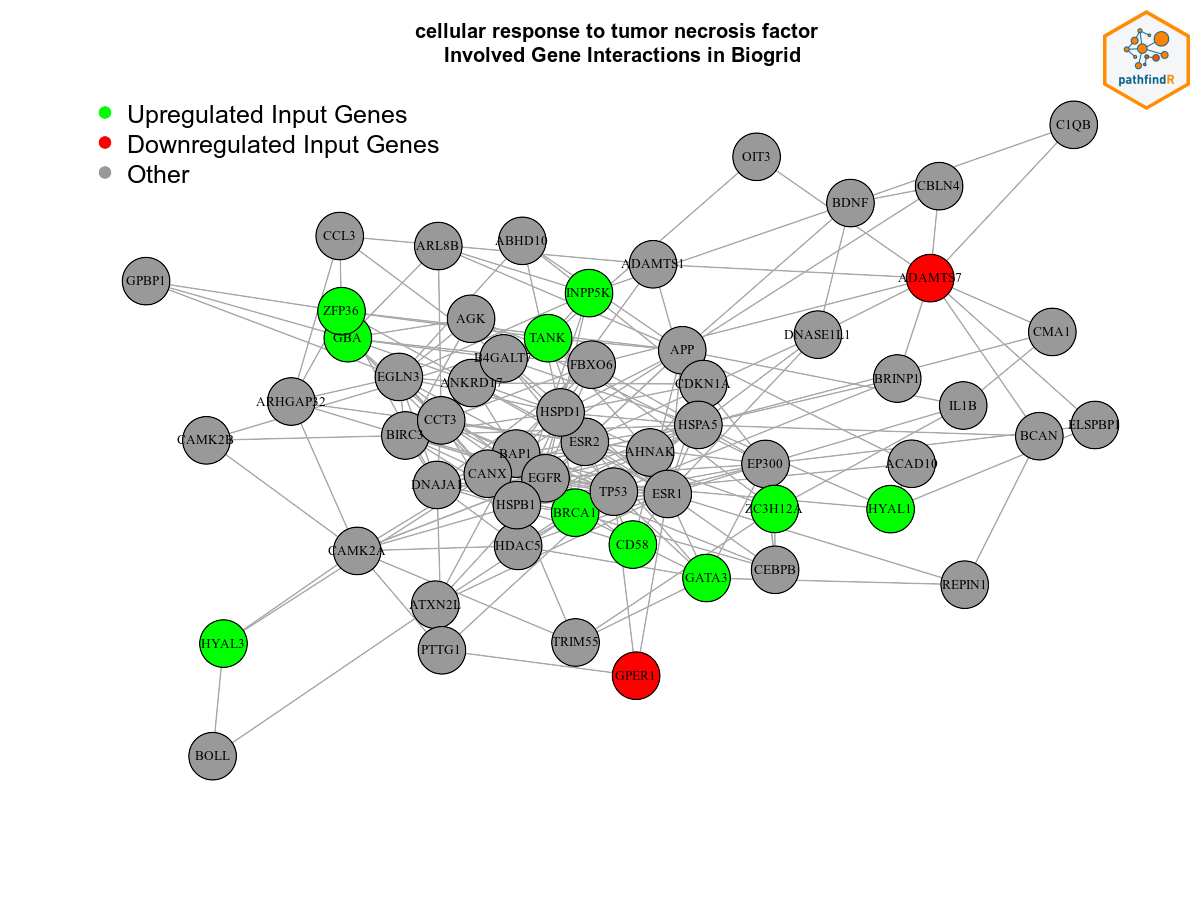 cellular response to tumor necrosis factor
Involved Gene Interactions in Biogrid
pathfindR
Upregulated Input Genes
Downregulated Input Genes
Other
C1QB
OIT3
CBLN4
BDNF
CCL3
ARL8B
ABHD10
ADAMTS1
GPBP1
ADAMTS7
INPP5K
ZFP36
AGK
CMA1
GBA
TANK
DNASE1L1
APP
B4GALT7
FBXO6
EGLN3
ANKRD17
CDKN1A
BRINP1
ARHGAP32
IL1B
HSPD1
CCT3
HSPA5
ELSPBP1
BIRC3
CAMK2B
ESR2
BCAN
BAP1
AHNAK
EP300
ACAD10
CANX
EGFR
DNAJA1
TP53
ESR1
HSPB1
BRCA1
ZC3H12A
HYAL1
HDAC5
CD58
CAMK2A
CEBPB
GATA3
REPIN1
ATXN2L
HYAL3
PTTG1
TRIM55
GPER1
BOLL